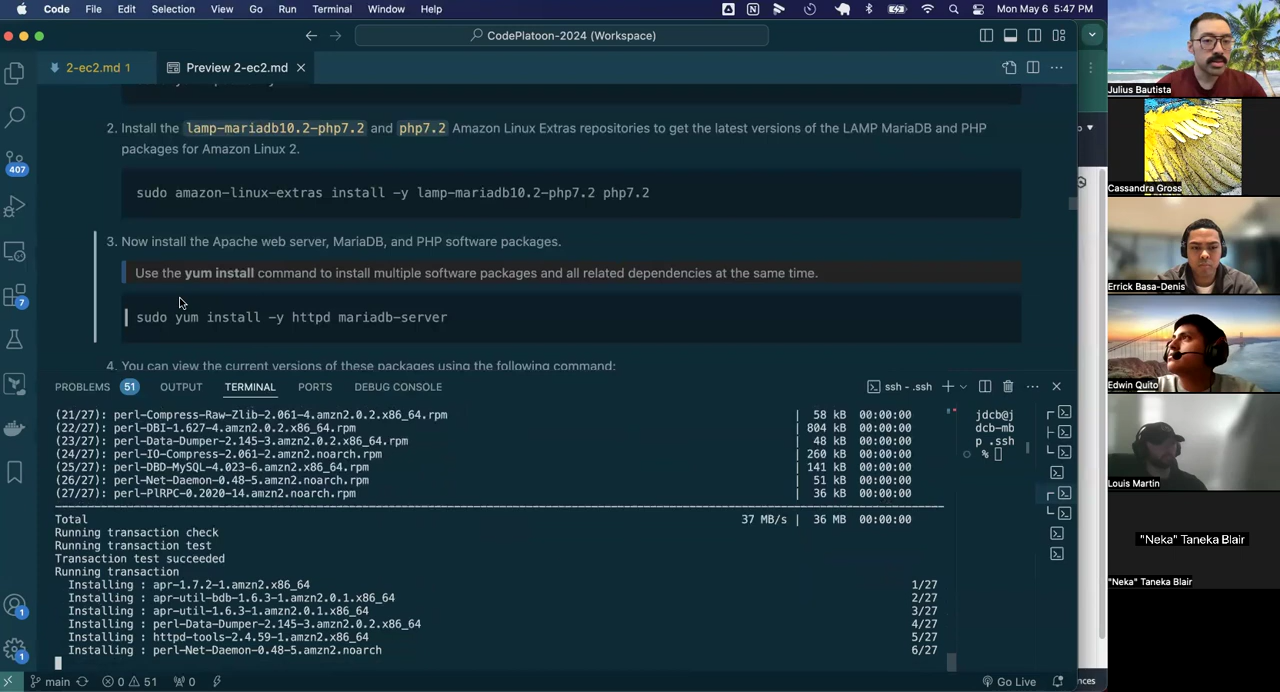 Code File Edit Selection View Go Run Terminal Window Help Mon May 6 5:47 PM
CodePlatoon-2024 (Workspace)
2-ec2.md 1 Preview 2-ec2.md
2. Install the lamp-mariadb10.2-php7.2 and php7.2 Amazon Linux Extras repositories to get the latest versions of the LAMP MariaDB and PHP
packages for Amazon Linux 2.
sudo amazon-linux-extras install -y lamp-mariadb10.2-php7.2 php7.2
3. Now install the Apache web server, MariaDB, and PHP software packages.
Use the yum install command to install multiple software packages and all related dependencies at the same time.
sudo yum install -y httpd mariadb-server
4. You can view the current versions of these packages using the following command:
PROBLEMS 51 OUTPUT TERMINAL PORTS DEBUG CONSOLE ssh - .ssh
(21/27): perl-Compress-Raw-Zlib-2.061-4.amzn2.0.2.x86_64.rpm | 58 kB 00:00:00
(22/27): perl-DBI-1.627-4.amzn2.0.2.x86_64.rpm | 804 kB 00:00:00
(23/27): perl-Data-Dumper-2.145-3.amzn2.0.2.x86_64.rpm | 48 kB 00:00:00
(24/27): perl-IO-Compress-2.061-2.amzn2.noarch.rpm | 260 kB 00:00:00
(25/27): perl-DBD-MySQL-4.023-6.amzn2.x86_64.rpm | 141 kB 00:00:00
(26/27): perl-Net-Daemon-0.48-5.amzn2.noarch.rpm | 51 kB 00:00:00
(27/27): perl-PlRPC-0.2020-14.amzn2.noarch.rpm | 36 kB 00:00:00
Total 37 MB/s | 36 MB 00:00:00
Running transaction check
Running transaction test
Transaction test succeeded
Running transaction
Installing : apr-1.7.2-1.amzn2.x86_64 1/27
Installing : apr-util-bdb-1.6.3-1.amzn2.0.1.x86_64 2/27
Installing : apr-util-1.6.3-1.amzn2.0.1.x86_64 3/27
Installing : perl-Data-Dumper-2.145-3.amzn2.0.2.x86_64 4/27
Installing : httpd-tools-2.4.59-1.amzn2.x86_64 5/27
Installing : perl-Net-Daemon-0.48-5.amzn2.noarch 6/27
jdcb@j
dcb-mb
p .ssh
%
407
7
1
1
main 0 51 0 Go Live nces
Julius Bautista
Cassandra Gross
Errick Basa-Denis
Edwin Quito
Louis Martin
"Neka" Taneka Blair
"Neka" Taneka Blair